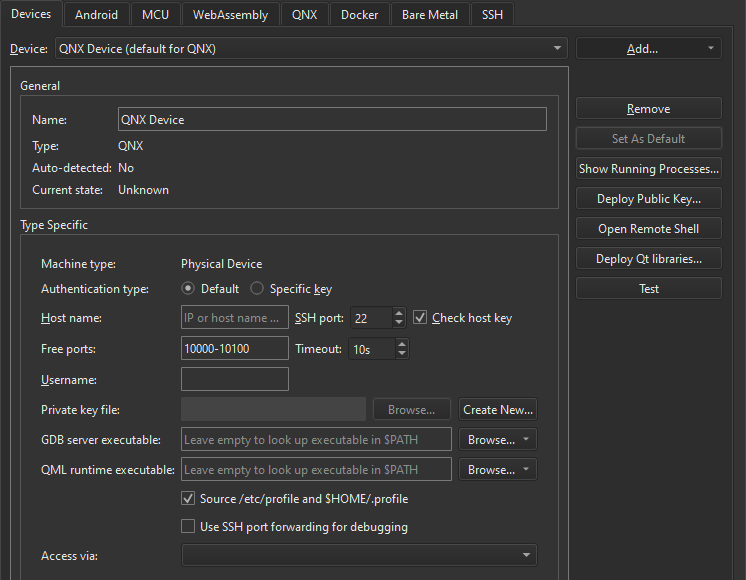 Devices Android MCU WebAssembly QNX Docker Bare Metal SSH
Device: QNX Device (default for QNX) Add...
General
Remove
Name: QNX Device
Set As Default
Type: QNX
Auto-detected: No
Show Running Processes...
Current state: Unknown
Deploy Public Key...
Type Specific
Open Remote Shell
Machine type: Physical Device
Deploy Qt libraries...
Authentication type: Default Specific key
Test
Host name: IP or host name ... SSH port: 22 Check host key
Free ports: 10000-10100 Timeout: 10s
Username:
Private key file: Browse... Create New...
GDB server executable: Leave empty to look up executable in $PATH Browse...
QML runtime executable: Leave empty to look up executable in $PATH Browse...
Source /etc/profile and $HOME/.profile
Use SSH port forwarding for debugging
Access via: